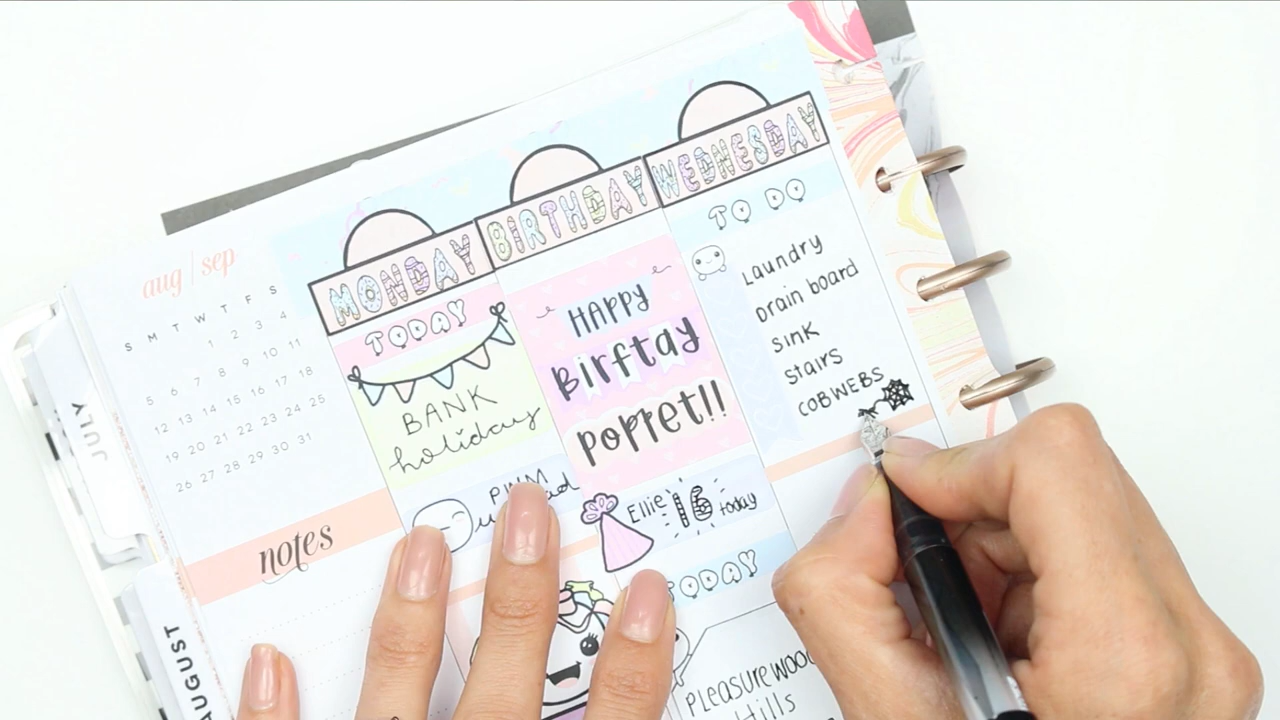 JULY
AUGUST
aug | sep
S M T W T F S
1 2 3 4
5 6 7 8 9 10 11
12 13 14 15 16 17 18
19 20 21 22 23 24 25
26 27 28 29 30 31
notes
MONDAY
TODAY
BANK
holiday
PWM
BIRTHDAY
HAPPY
BirfTay
poppet!!
Ellie 16 today
TODAY
WEDNESDAY
TO DO
Laundry
Drain board
sink
stairs
COBWEBS
Pleasurewood
Hills